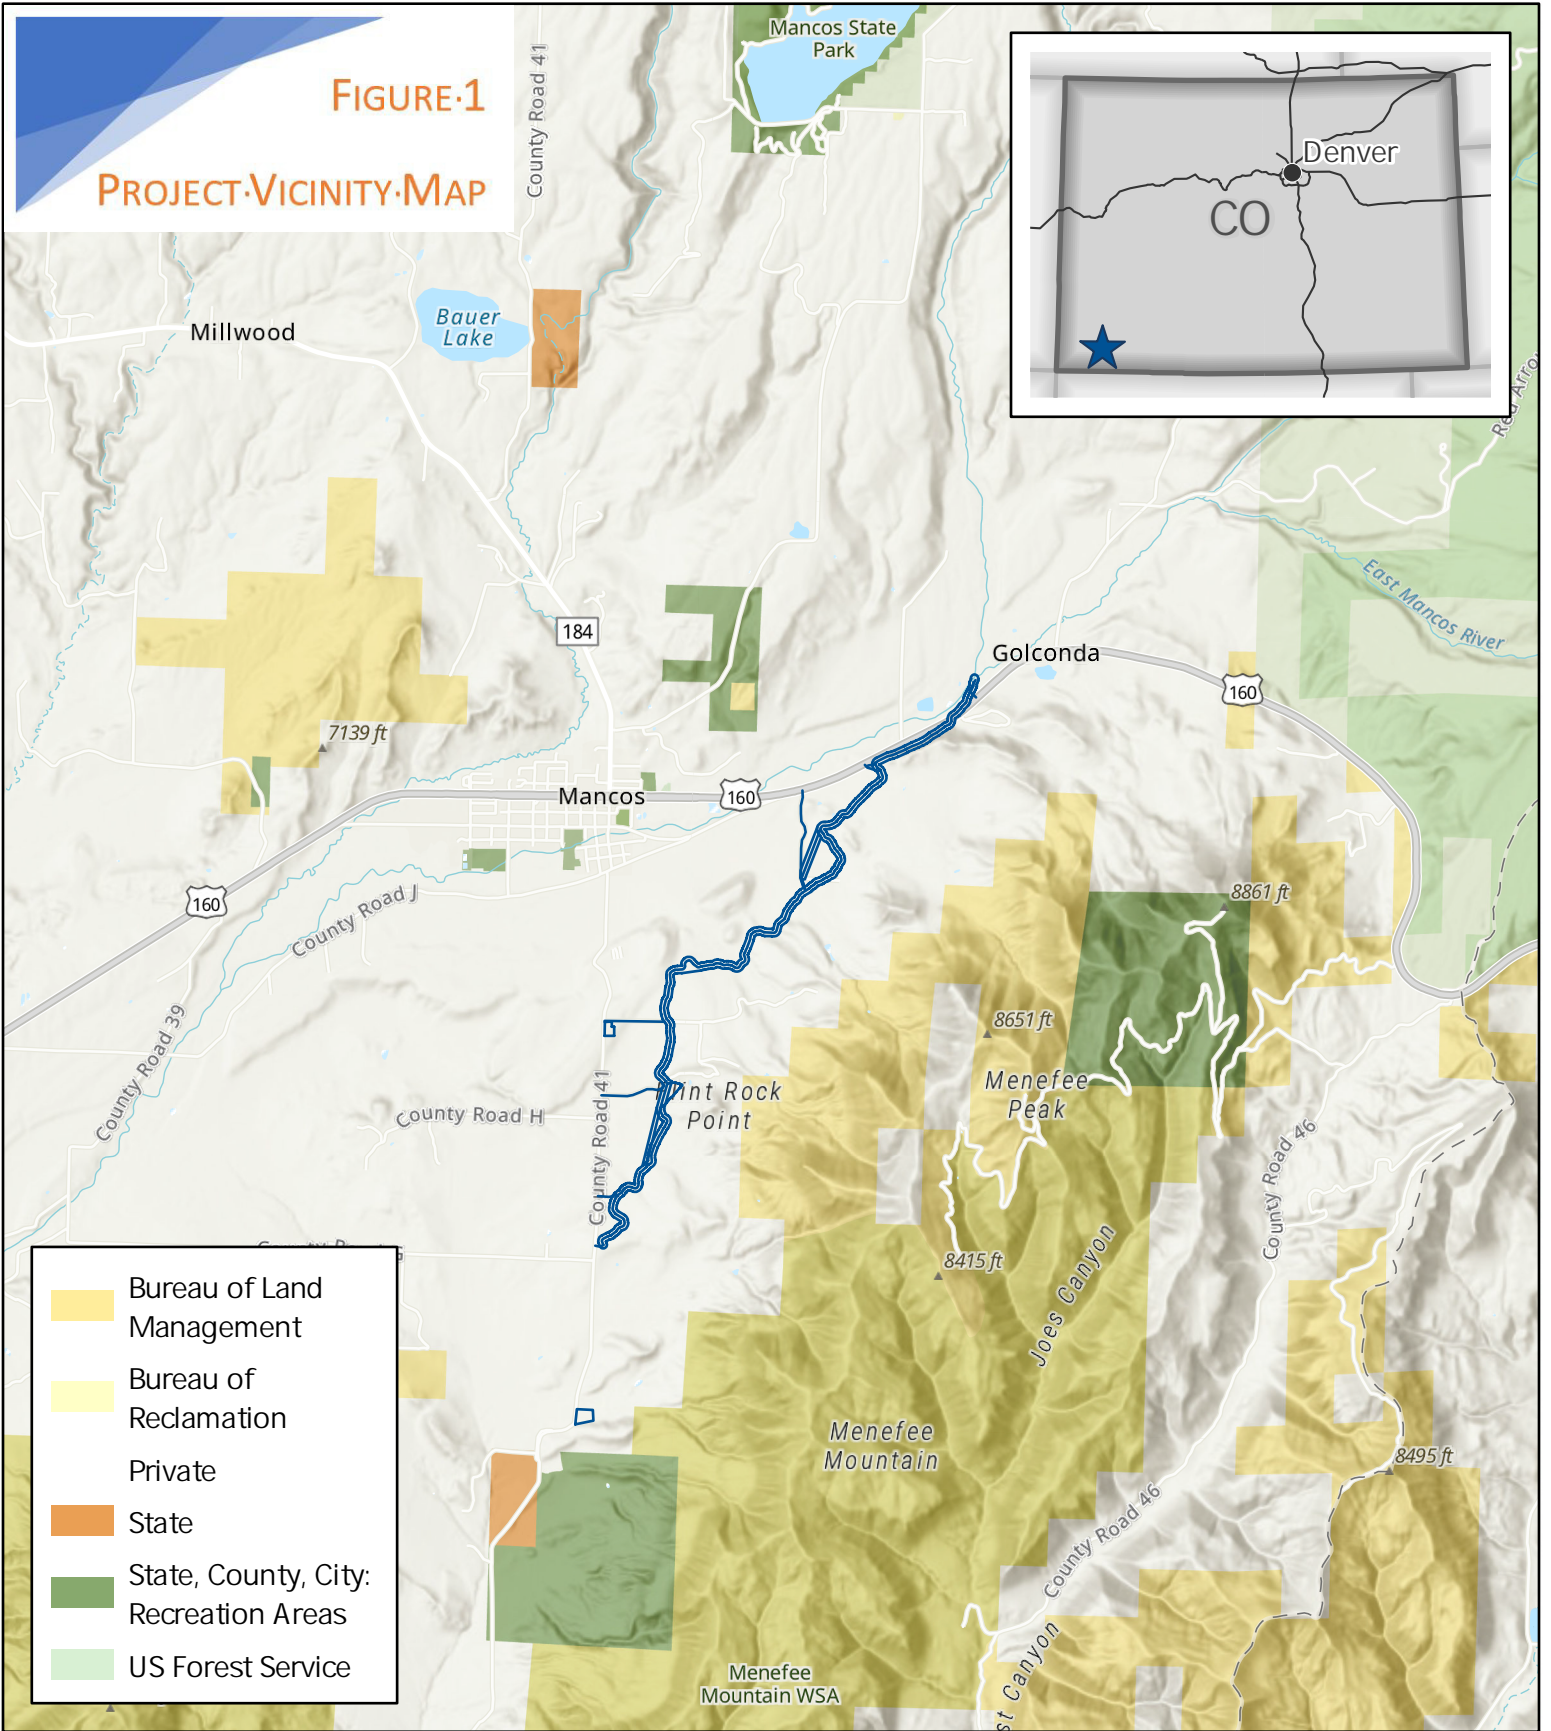 FIGURE·1
PROJECT·VICINITY·MAP
County Road 41
Mancos State
Park
Denver
CO
Millwood
Bauer
Lake
East Mancos
River
184
Golconda
160
7139 ft
Mancos
160
160
County Road J
8861 ft
County Road 39
8651 ft
Menefee
Peak
Point
County Road H
County Road 41
County Road 46
8415 ft
Joes Canyon
Menefee
Mountain
8495 ft
County Road 46
Menefee
Mountain WSA
Canyon
Bureau of Land
Management
Bureau of
Reclamation
Private
State
State, County, City:
Recreation Areas
US Forest Service